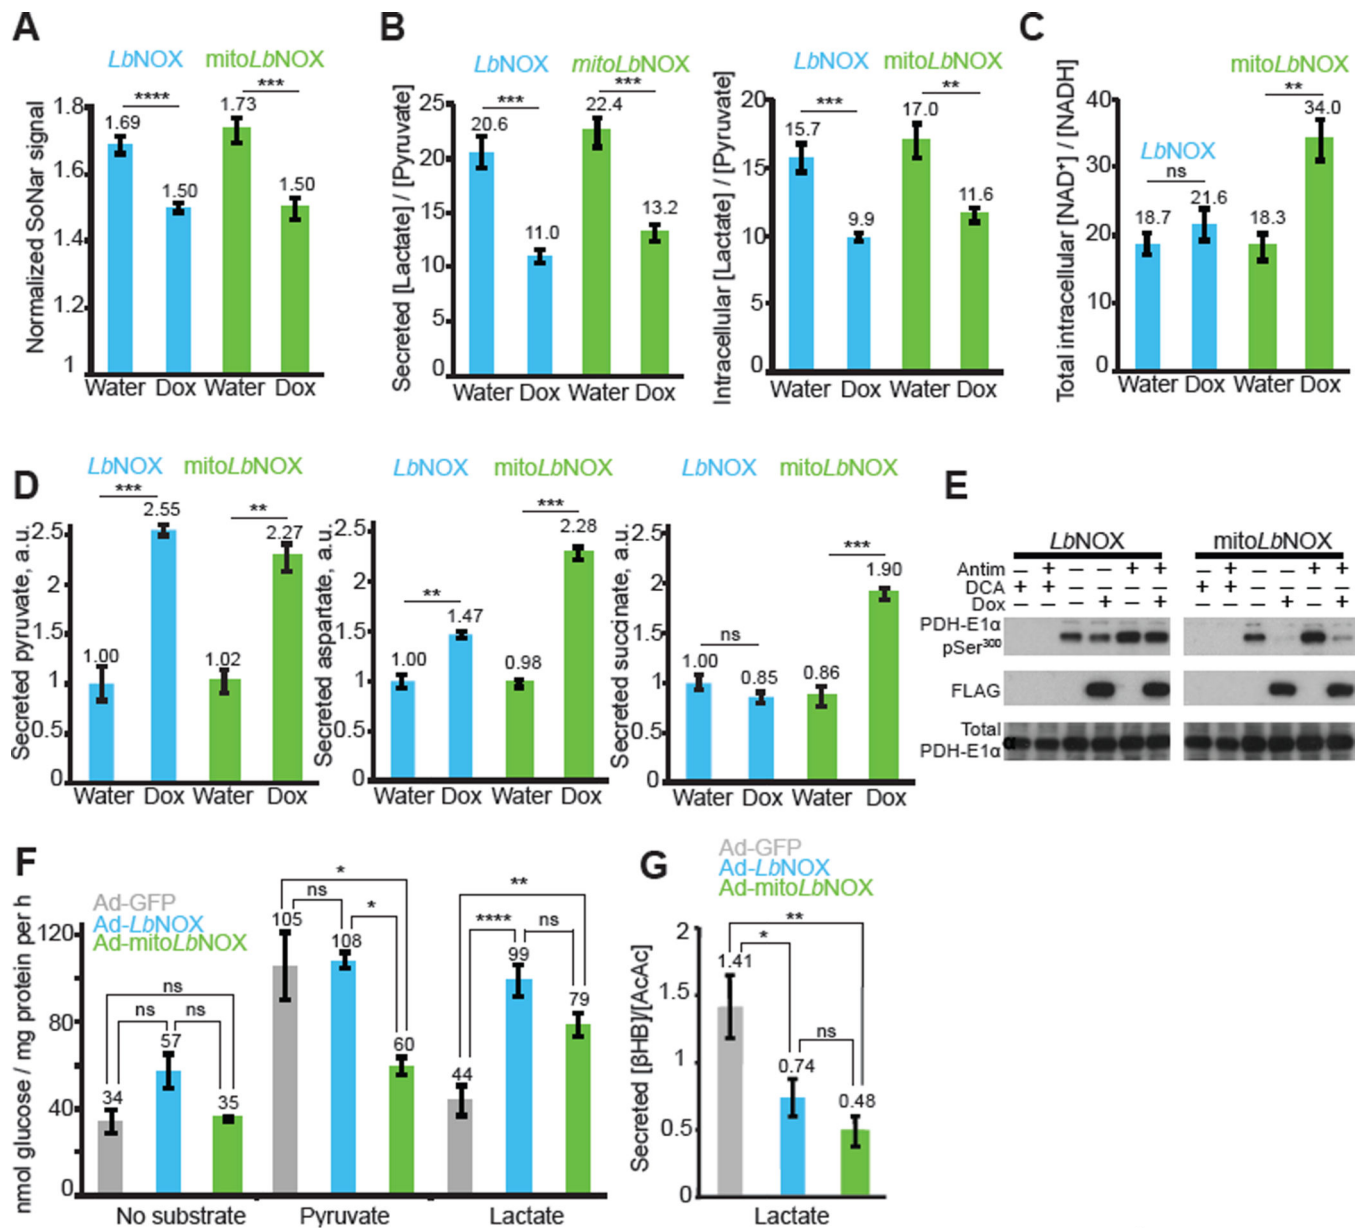 A
LbNOX mitoLbNOX
**** ***
Normalized SoNar signal
1.8
1.6
1.4
1.2
1
1.69 1.50 1.73 1.50
Water Dox Water Dox
B
LbNOX mitoLbNOX
*** ***
Secreted [Lactate] / [Pyruvate]
25
20
15
10
5
0
20.6 11.0 22.4 13.2
Water Dox Water Dox
LbNOX mitoLbNOX
*** **
Intracellular [Lactate] / [Pyruvate]
20
15
10
5
0
15.7 9.9 17.0 11.6
Water Dox Water Dox
C
mitoLbNOX
**
LbNOX
ns
Total intracellular [NAD⁺] / [NADH]
40
30
20
10
0
18.7 21.6 18.3 34.0
Water Dox Water Dox
D
LbNOX mitoLbNOX
*** **
Secreted pyruvate, a.u.
2.5
2
1.5
1
0.5
0
1.00 2.55 1.02 2.27
Water Dox Water Dox
LbNOX mitoLbNOX
** ***
Secreted aspartate, a.u.
2.5
2
1.5
1
0.5
0
1.00 1.47 0.98 2.28
Water Dox Water Dox
LbNOX mitoLbNOX
ns ***
Secreted succinate, a.u.
2.5
2
1.5
1
0.5
0
1.00 0.85 0.86 1.90
Water Dox Water Dox
E
LbNOX mitoLbNOX
Antim − + − − + + − + − − + +
DCA + + − − − − + + − − − −
Dox − − − + − + − − − + − +
PDH-E1α
pSer³⁰⁰
FLAG
Total
PDH-E1α
F
Ad-GFP
Ad-LbNOX
Ad-mitoLbNOX
nmol glucose / mg protein per h
120
80
40
0
ns
ns ns
34 57 35
*
ns *
105 108 60
**
**** ns
44 99 79
No substrate Pyruvate Lactate
G
Ad-GFP
Ad-LbNOX
Ad-mitoLbNOX
Secreted [βHB]/[AcAc]
2
1.5
1
0.5
0
**
*
ns
1.41 0.74 0.48
Lactate